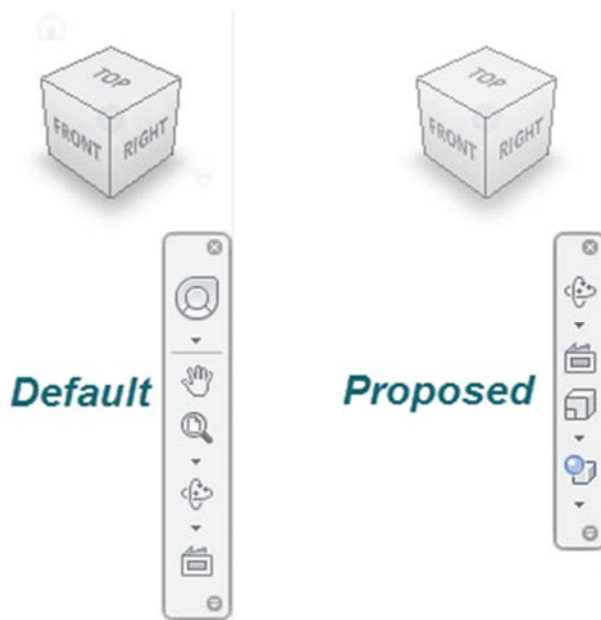 TOP
FRONT
RIGHT
TOP
FRONT
RIGHT
Default
Proposed